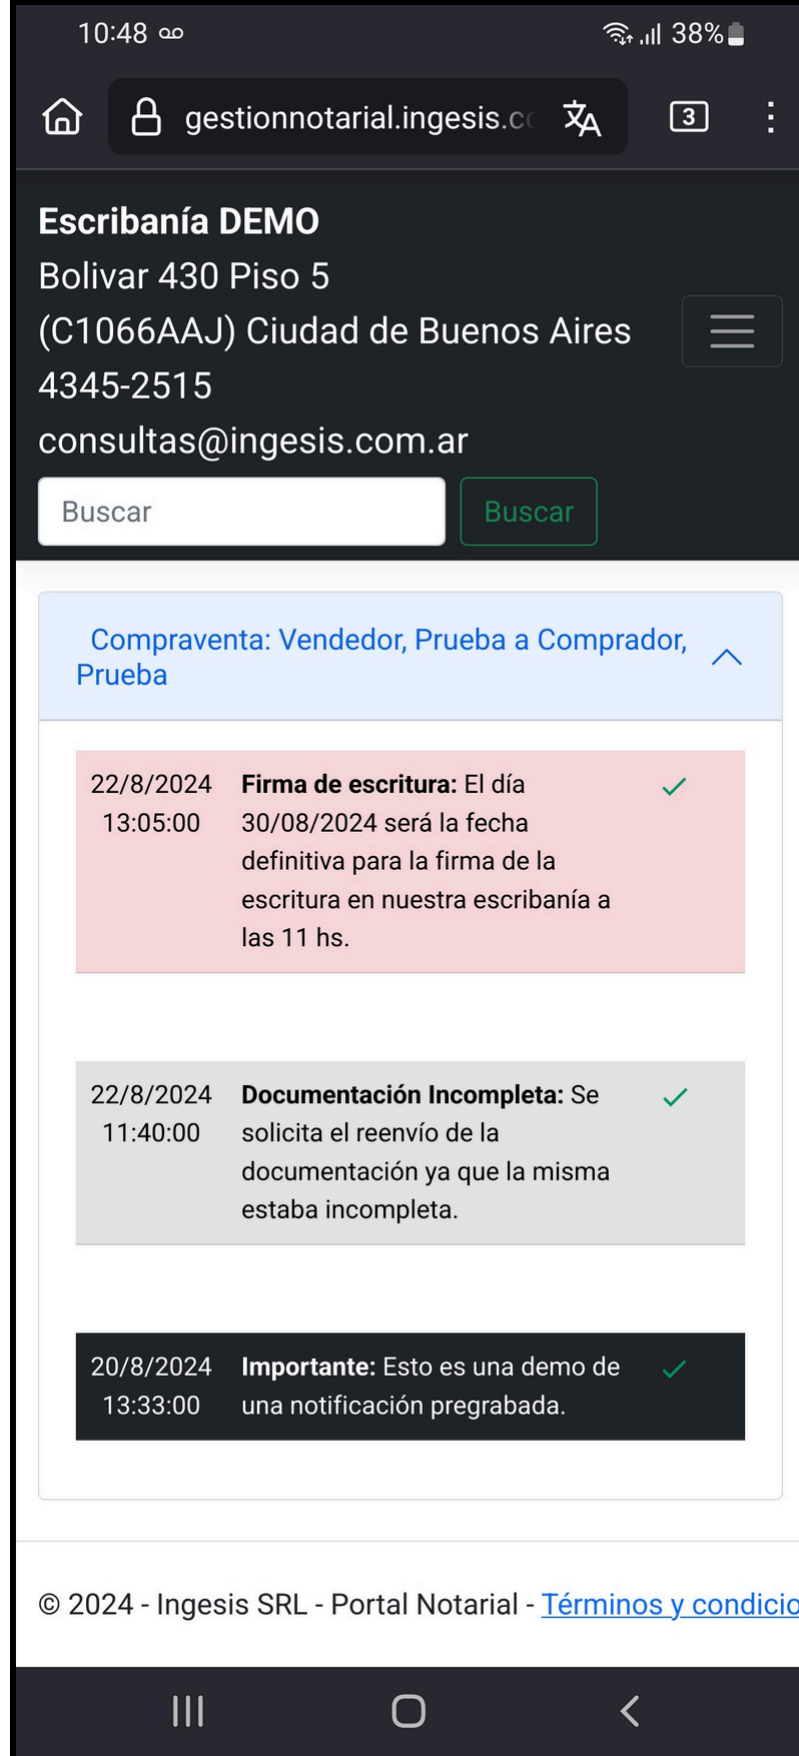 10:48
38%
gestionnotarial.ingesis.c
3
Escribanía DEMO
Bolivar 430 Piso 5
(C1066AAJ) Ciudad de Buenos Aires
4345-2515
consultas@ingesis.com.ar
Buscar
Buscar
Compraventa: Vendedor, Prueba a Comprador,
Prueba
22/8/2024
13:05:00
Firma de escritura: El día
30/08/2024 será la fecha
definitiva para la firma de la
escritura en nuestra escribanía a
las 11 hs.
22/8/2024
11:40:00
Documentación Incompleta: Se
solicita el reenvío de la
documentación ya que la misma
estaba incompleta.
20/8/2024
13:33:00
Importante: Esto es una demo de
una notificación pregrabada.
© 2024 - Ingesis SRL - Portal Notarial - Términos y condicio